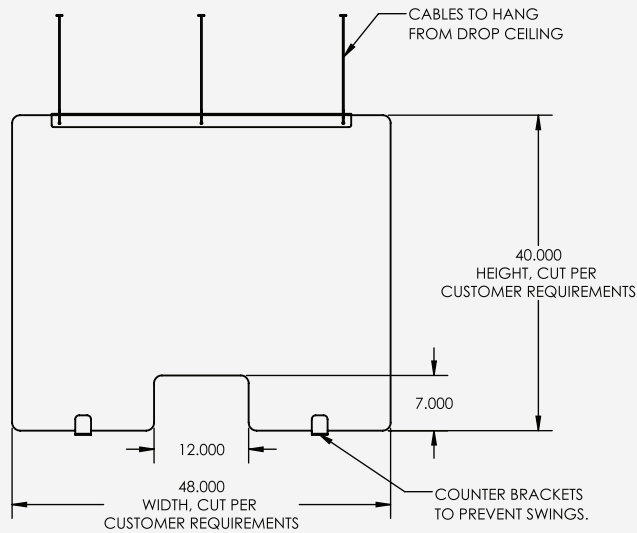 CABLES TO HANG
FROM DROP CEILING
40.000
HEIGHT, CUT PER
CUSTOMER REQUIREMENTS
7.000
12.000
48.000
WIDTH, CUT PER
CUSTOMER REQUIREMENTS
COUNTER BRACKETS
TO PREVENT SWINGS.